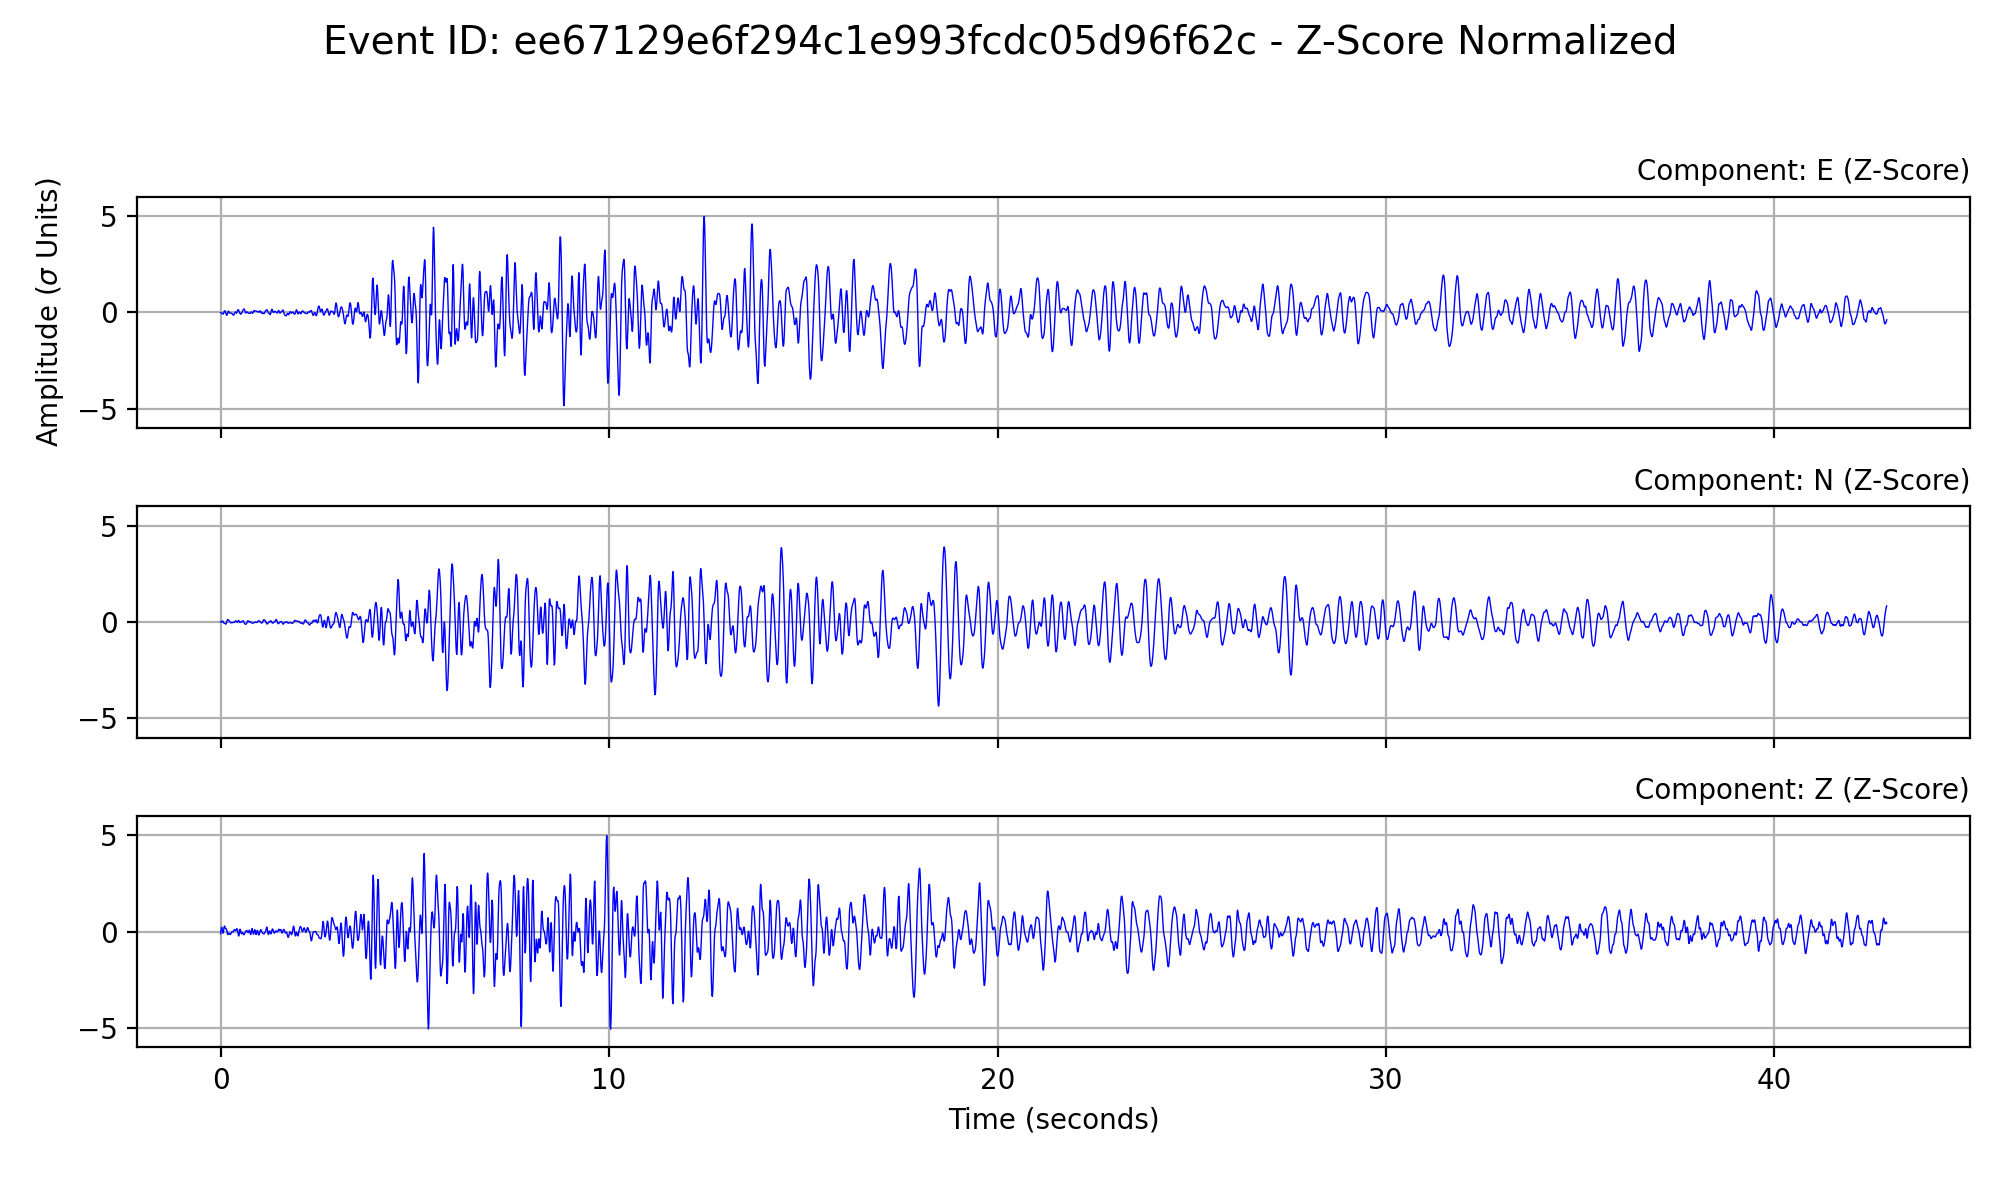 Event ID: ee67129e6f294c1e993fcdc05d96f62c - Z-Score Normalized
Component: E (Z-Score)
Amplitude (σ Units)
5
0
−5
Component: N (Z-Score)
5
0
−5
Component: Z (Z-Score)
5
0
−5
0 10 20 30 40
Time (seconds)